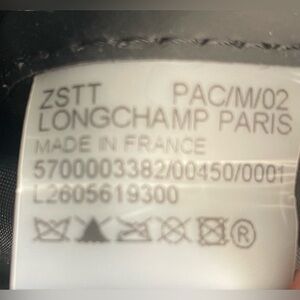 ZSTT PAC/M/02
LONGCHAMP PARIS
MADE IN FRANCE
5700003382/00450/0001
L2605619300
®